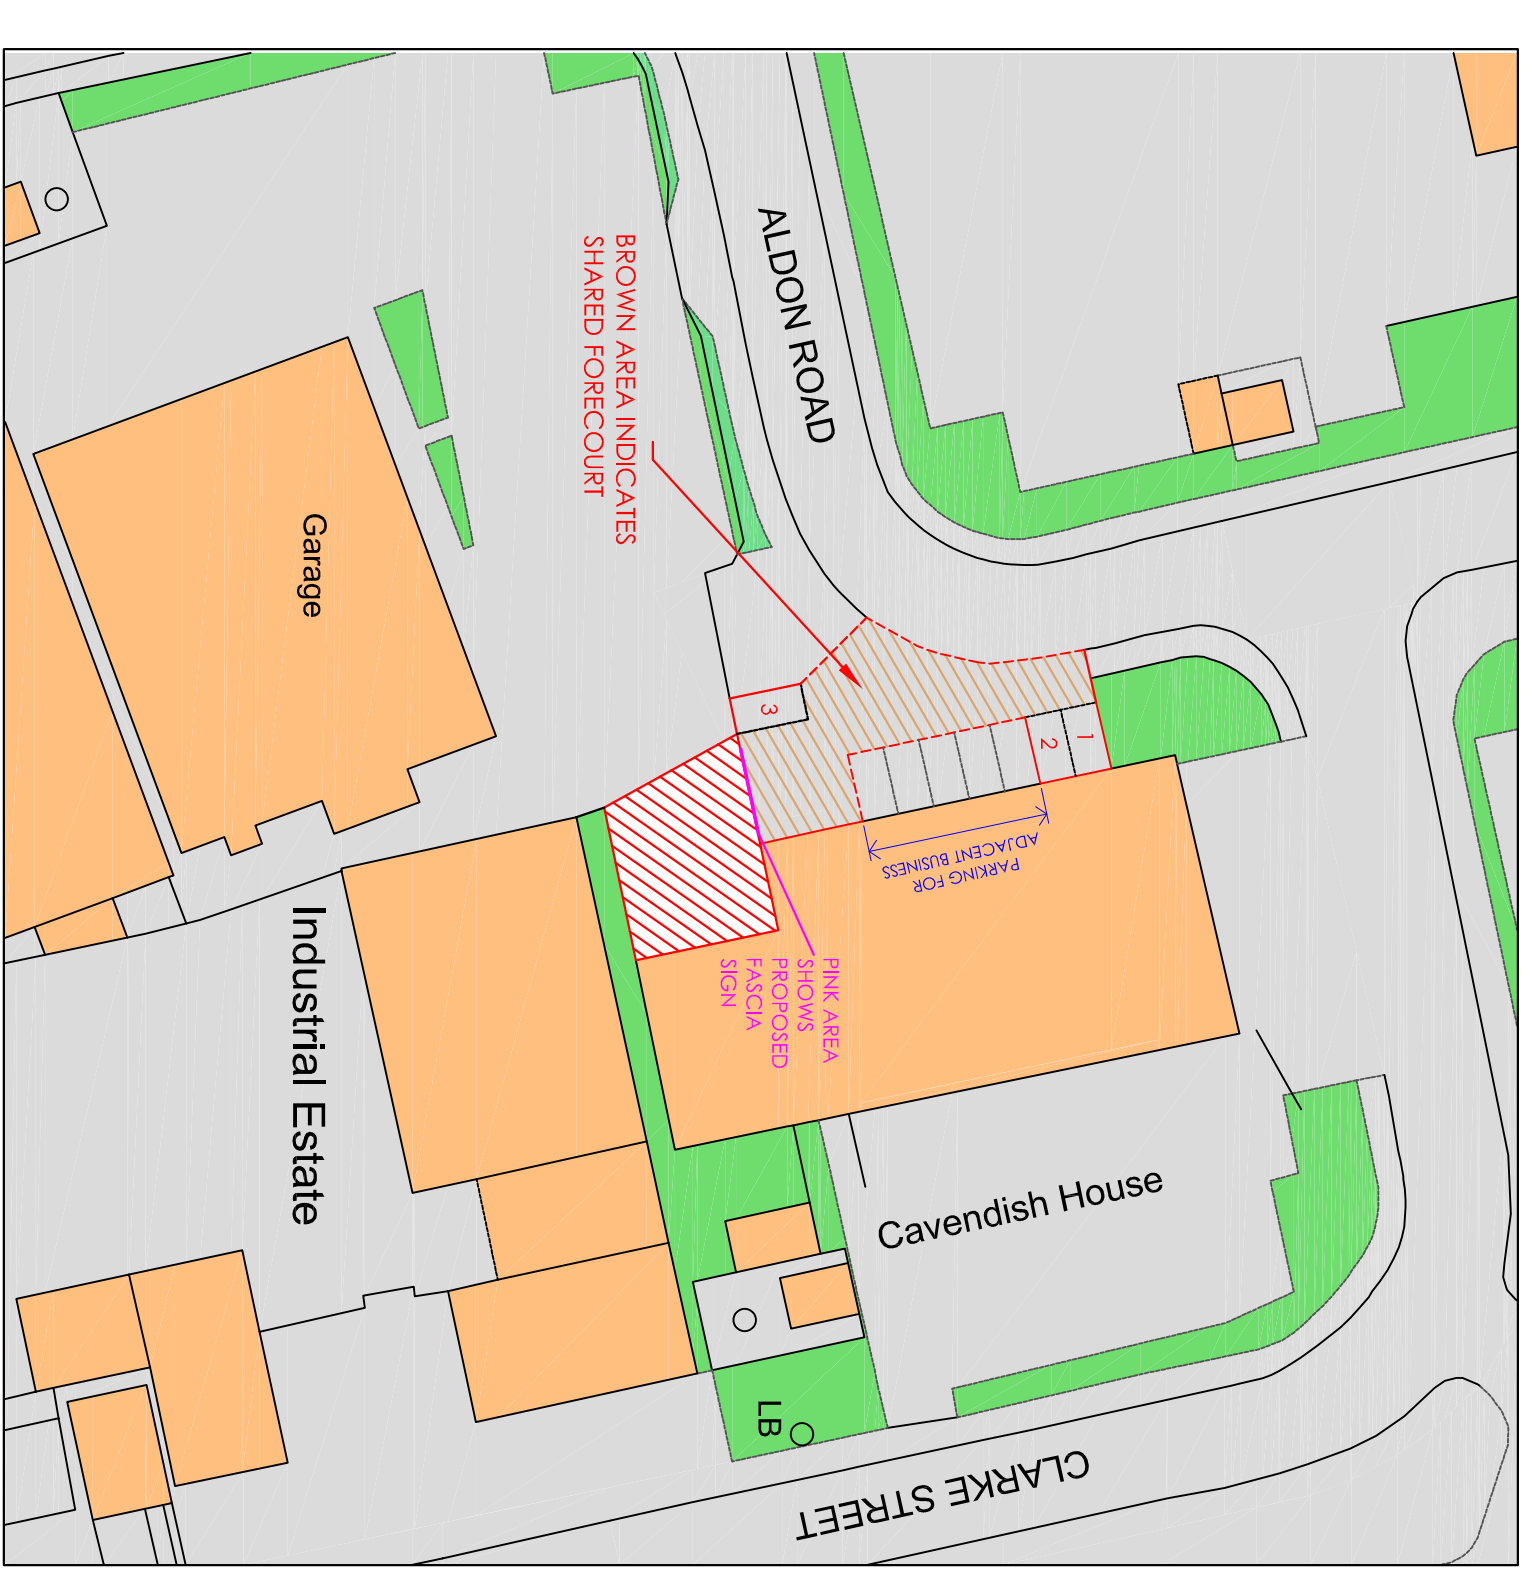 ALDON ROAD
BROWN AREA INDICATES
SHARED FORECOURT
Garage
3
2
1
PARKING FOR
ADJACENT BUSINESS
PINK AREA
SHOWS
PROPOSED
FASCIA
SIGN
Industrial Estate
Cavendish House
LB
CLARKE STREET